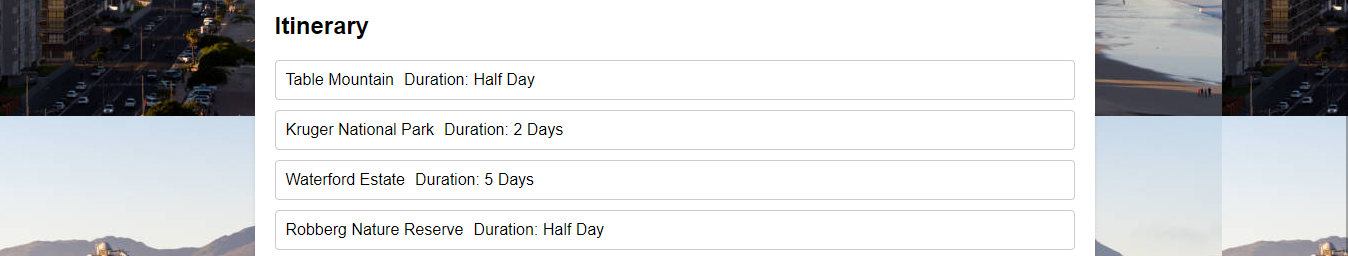 Itinerary
Table Mountain Duration: Half Day
Kruger National Park Duration: 2 Days
Waterford Estate Duration: 5 Days
Robberg Nature Reserve Duration: Half Day